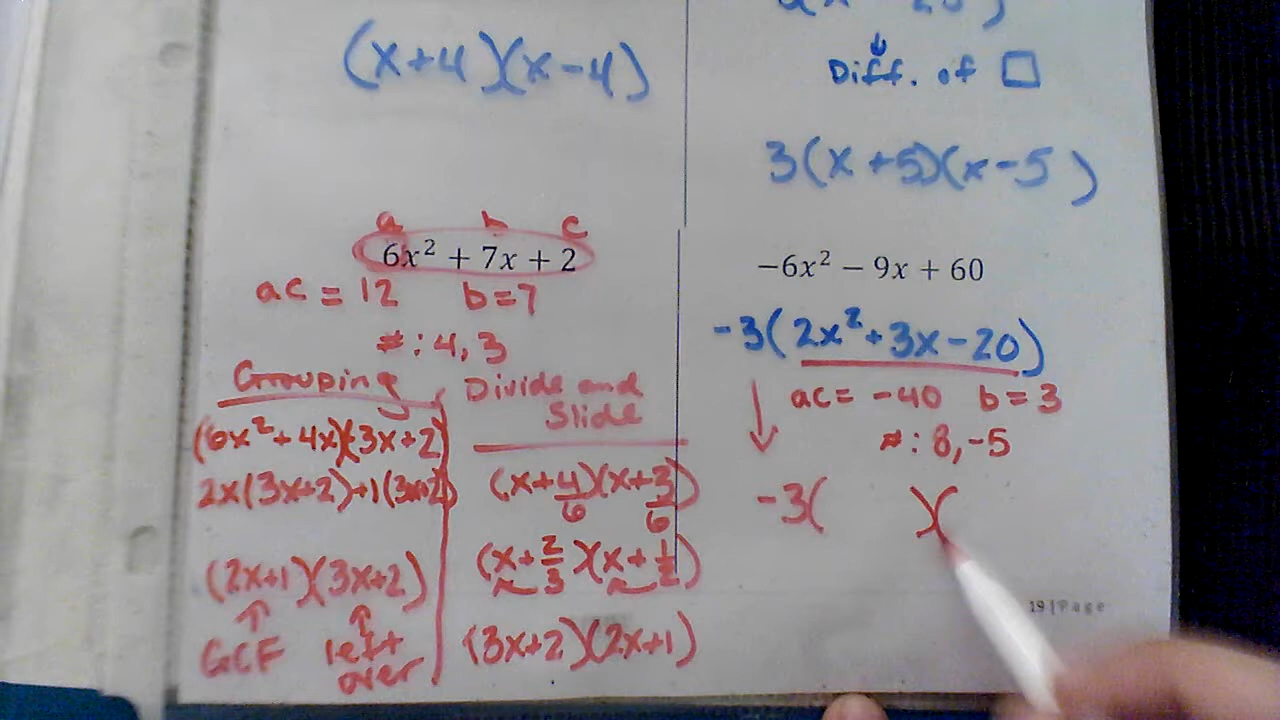 (x+4)(x-4)
Diff. of □
3(x+5)(x-5)
a b c
6x² + 7x + 2
ac = 12 b=7
#: 4, 3
Grouping
(6x²+4x)(3x+2)
2x(3x+2)+1(3x+2)
(2x+1)(3x+2)
GCF left
over
Divide and
Slide
(x+4/6)(x+3/6)
(x+2/3)(x+1/2)
(3x+2)(2x+1)
−6x² − 9x + 60
-3(2x²+3x-20)
ac= -40 b=3
#: 8,-5
-3( )(
19|Page